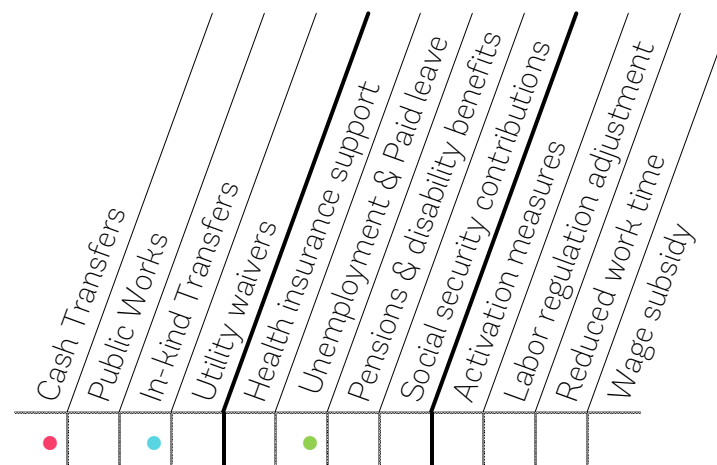 Cash Transfers
Public Works
In-kind Transfers
Utility waivers
Health insurance support
Unemployment & Paid leave
Pensions & disability benefits
Social security contributions
Activation measures
Labor regulation adjustment
Reduced work time
Wage subsidy